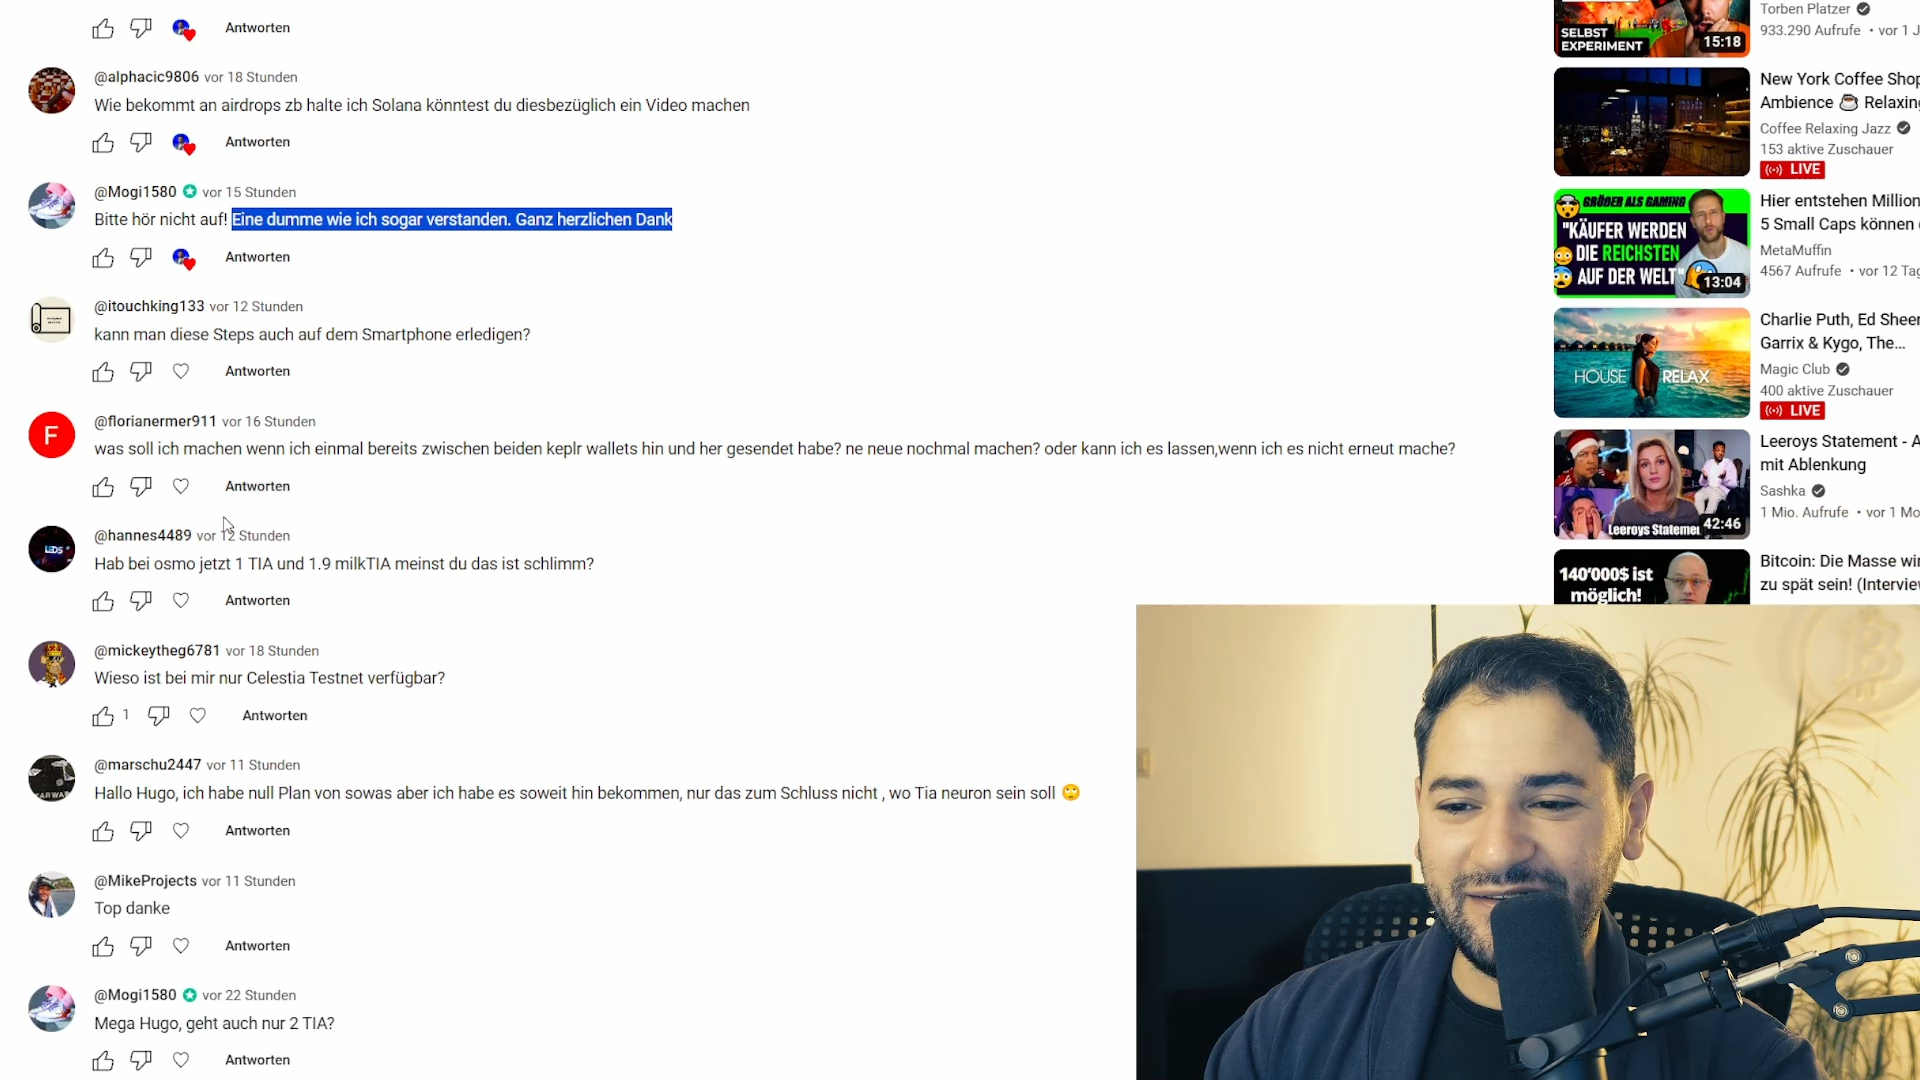 Antworten
@alphacic9806 vor 18 Stunden
Wie bekommt an airdrops zb halte ich Solana könntest du diesbezüglich ein Video machen
Antworten
@Mogi1580 vor 15 Stunden
Bitte hör nicht auf! Eine dumme wie ich sogar verstanden. Ganz herzlichen Dank
Antworten
@itouchking133 vor 12 Stunden
kann man diese Steps auch auf dem Smartphone erledigen?
Antworten
F
@florianermer911 vor 16 Stunden
was soll ich machen wenn ich einmal bereits zwischen beiden keplr wallets hin und her gesendet habe? ne neue nochmal machen? oder kann ich es lassen,wenn ich es nicht erneut mache?
Antworten
LEDS
@hannes4489 vor 12 Stunden
Hab bei osmo jetzt 1 TIA und 1.9 milkTIA meinst du das ist schlimm?
Antworten
@mickeytheg6781 vor 18 Stunden
Wieso ist bei mir nur Celestia Testnet verfügbar?
1 Antworten
@marschu2447 vor 11 Stunden
Hallo Hugo, ich habe null Plan von sowas aber ich habe es soweit hin bekommen, nur das zum Schluss nicht , wo Tia neuron sein soll 🙄
Antworten
@MikeProjects vor 11 Stunden
Top danke
Antworten
@Mogi1580 vor 22 Stunden
Mega Hugo, geht auch nur 2 TIA?
Antworten
SELBST
EXPERIMENT
15:18
Torben Platzer
933.290 Aufrufe • vor 1 J
New York Coffee Shop
Ambience ☕ Relaxing
Coffee Relaxing Jazz
153 aktive Zuschauer
LIVE
GRÖßER ALS GAMING
"KÄUFER WERDEN
DIE REICHSTEN
AUF DER WELT"
13:04
Hier entstehen Million
5 Small Caps können
MetaMuffin
4567 Aufrufe • vor 12 Tag
HOUSE RELAX
Charlie Puth, Ed Sheer
Garrix & Kygo, The...
Magic Club
400 aktive Zuschauer
LIVE
Leeroys Statemen
42:46
Leeroys Statement - A
mit Ablenkung
Sashka
1 Mio. Aufrufe • vor 1 Mo
140'000$ ist
möglich!
Bitcoin: Die Masse wir
zu spät sein! (Interview